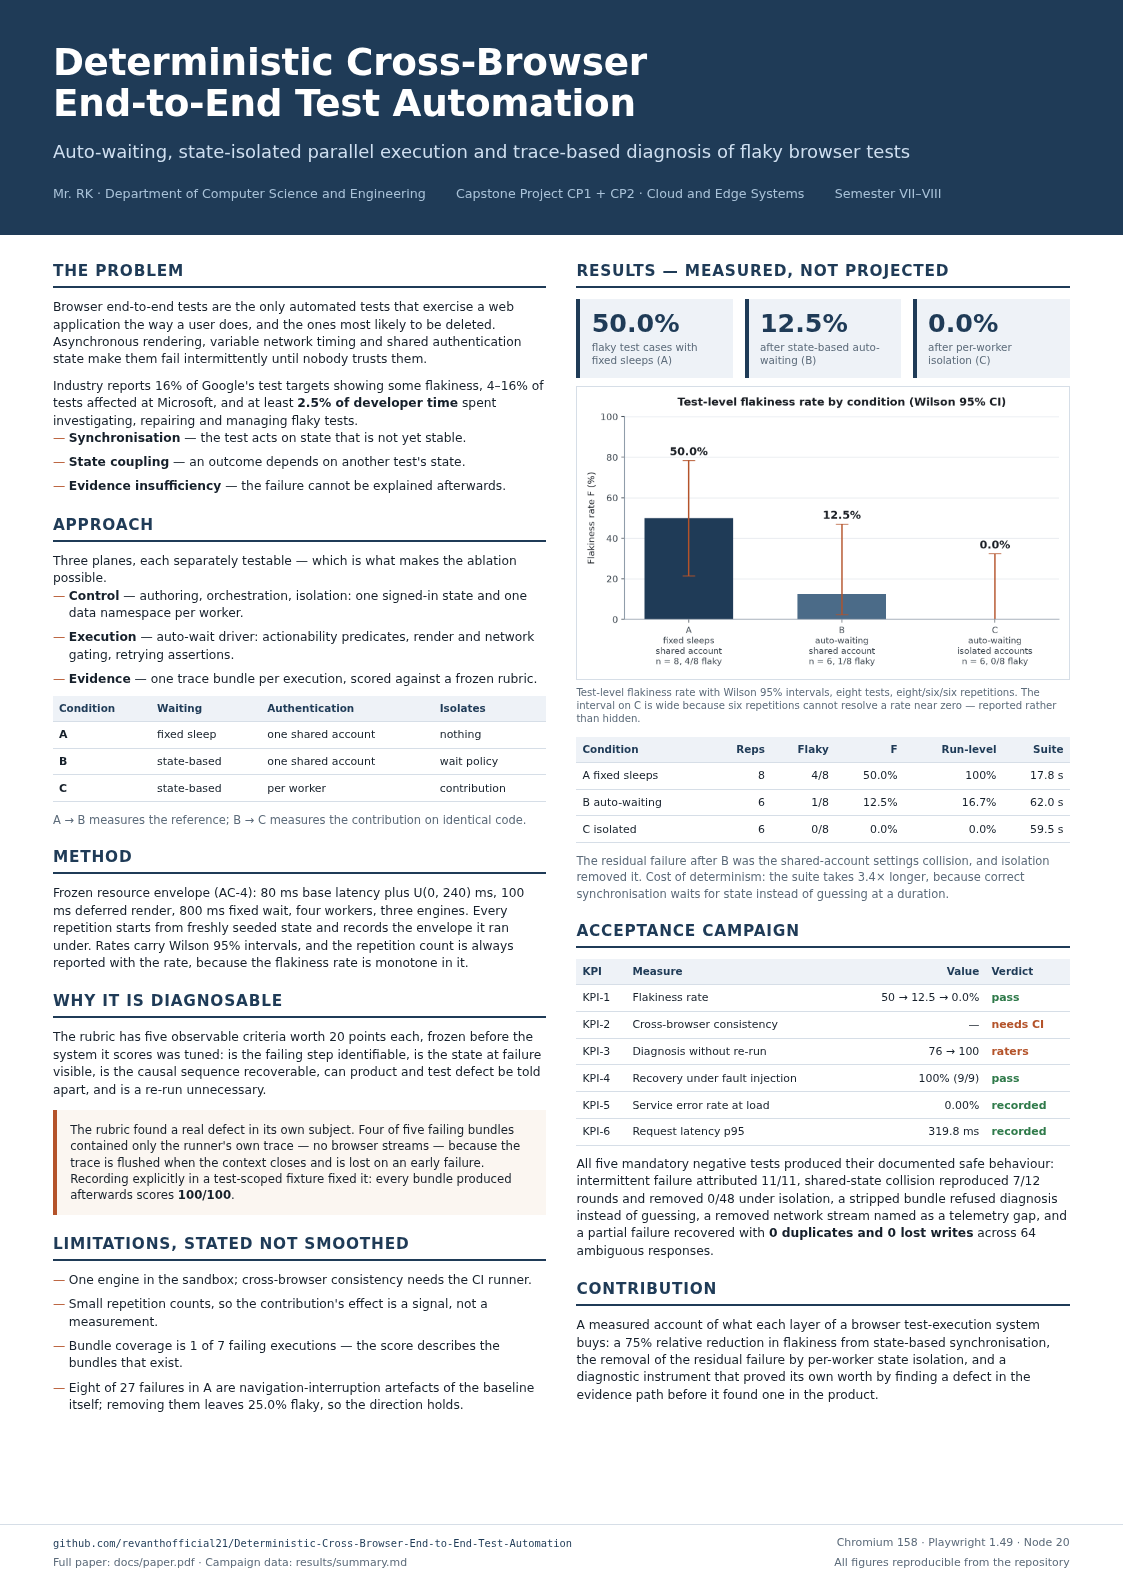 Deterministic Cross-Browser
End-to-End Test Automation
Auto-waiting, state-isolated parallel execution and trace-based diagnosis of flaky browser tests
Mr. RK · Department of Computer Science and Engineering Capstone Project CP1 + CP2 · Cloud and Edge Systems Semester VII–VIII
THE PROBLEM
Browser end-to-end tests are the only automated tests that exercise a web
application the way a user does, and the ones most likely to be deleted.
Asynchronous rendering, variable network timing and shared authentication
state make them fail intermittently until nobody trusts them.
Industry reports 16% of Google's test targets showing some flakiness, 4–16% of
tests affected at Microsoft, and at least 2.5% of developer time spent
investigating, repairing and managing flaky tests.
— Synchronisation — the test acts on state that is not yet stable.
— State coupling — an outcome depends on another test's state.
— Evidence insufficiency — the failure cannot be explained afterwards.
APPROACH
Three planes, each separately testable — which is what makes the ablation
possible.
— Control — authoring, orchestration, isolation: one signed-in state and one
data namespace per worker.
— Execution — auto-wait driver: actionability predicates, render and network
gating, retrying assertions.
— Evidence — one trace bundle per execution, scored against a frozen rubric.
Condition Waiting Authentication Isolates
A fixed sleep one shared account nothing
B state-based one shared account wait policy
C state-based per worker contribution
A → B measures the reference; B → C measures the contribution on identical code.
METHOD
Frozen resource envelope (AC-4): 80 ms base latency plus U(0, 240) ms, 100
ms deferred render, 800 ms fixed wait, four workers, three engines. Every
repetition starts from freshly seeded state and records the envelope it ran
under. Rates carry Wilson 95% intervals, and the repetition count is always
reported with the rate, because the flakiness rate is monotone in it.
WHY IT IS DIAGNOSABLE
The rubric has five observable criteria worth 20 points each, frozen before the
system it scores was tuned: is the failing step identifiable, is the state at failure
visible, is the causal sequence recoverable, can product and test defect be told
apart, and is a re-run unnecessary.
The rubric found a real defect in its own subject. Four of five failing bundles
contained only the runner's own trace — no browser streams — because the
trace is flushed when the context closes and is lost on an early failure.
Recording explicitly in a test-scoped fixture fixed it: every bundle produced
afterwards scores 100/100.
LIMITATIONS, STATED NOT SMOOTHED
— One engine in the sandbox; cross-browser consistency needs the CI runner.
— Small repetition counts, so the contribution's effect is a signal, not a
measurement.
— Bundle coverage is 1 of 7 failing executions — the score describes the
bundles that exist.
— Eight of 27 failures in A are navigation-interruption artefacts of the baseline
itself; removing them leaves 25.0% flaky, so the direction holds.
RESULTS — MEASURED, NOT PROJECTED
50.0%
flaky test cases with
fixed sleeps (A)
12.5%
after state-based auto-
waiting (B)
0.0%
after per-worker
isolation (C)
Test-level flakiness rate by condition (Wilson 95% CI)
Flakiness rate F (%)
100
80
60
40
20
0
50.0%
12.5%
0.0%
A
fixed sleeps
shared account
n = 8, 4/8 flaky
B
auto-waiting
shared account
n = 6, 1/8 flaky
C
auto-waiting
isolated accounts
n = 6, 0/8 flaky
Test-level flakiness rate with Wilson 95% intervals, eight tests, eight/six/six repetitions. The
interval on C is wide because six repetitions cannot resolve a rate near zero — reported rather
than hidden.
Condition Reps Flaky F Run-level Suite
A fixed sleeps 8 4/8 50.0% 100% 17.8 s
B auto-waiting 6 1/8 12.5% 16.7% 62.0 s
C isolated 6 0/8 0.0% 0.0% 59.5 s
The residual failure after B was the shared-account settings collision, and isolation
removed it. Cost of determinism: the suite takes 3.4× longer, because correct
synchronisation waits for state instead of guessing at a duration.
ACCEPTANCE CAMPAIGN
KPI Measure Value Verdict
KPI-1 Flakiness rate 50 → 12.5 → 0.0% pass
KPI-2 Cross-browser consistency — needs CI
KPI-3 Diagnosis without re-run 76 → 100 raters
KPI-4 Recovery under fault injection 100% (9/9) pass
KPI-5 Service error rate at load 0.00% recorded
KPI-6 Request latency p95 319.8 ms recorded
All five mandatory negative tests produced their documented safe behaviour:
intermittent failure attributed 11/11, shared-state collision reproduced 7/12
rounds and removed 0/48 under isolation, a stripped bundle refused diagnosis
instead of guessing, a removed network stream named as a telemetry gap, and
a partial failure recovered with 0 duplicates and 0 lost writes across 64
ambiguous responses.
CONTRIBUTION
A measured account of what each layer of a browser test-execution system
buys: a 75% relative reduction in flakiness from state-based synchronisation,
the removal of the residual failure by per-worker state isolation, and a
diagnostic instrument that proved its own worth by finding a defect in the
evidence path before it found one in the product.
github.com/revanthofficial21/Deterministic-Cross-Browser-End-to-End-Test-Automation
Full paper: docs/paper.pdf · Campaign data: results/summary.md
Chromium 158 · Playwright 1.49 · Node 20
All figures reproducible from the repository